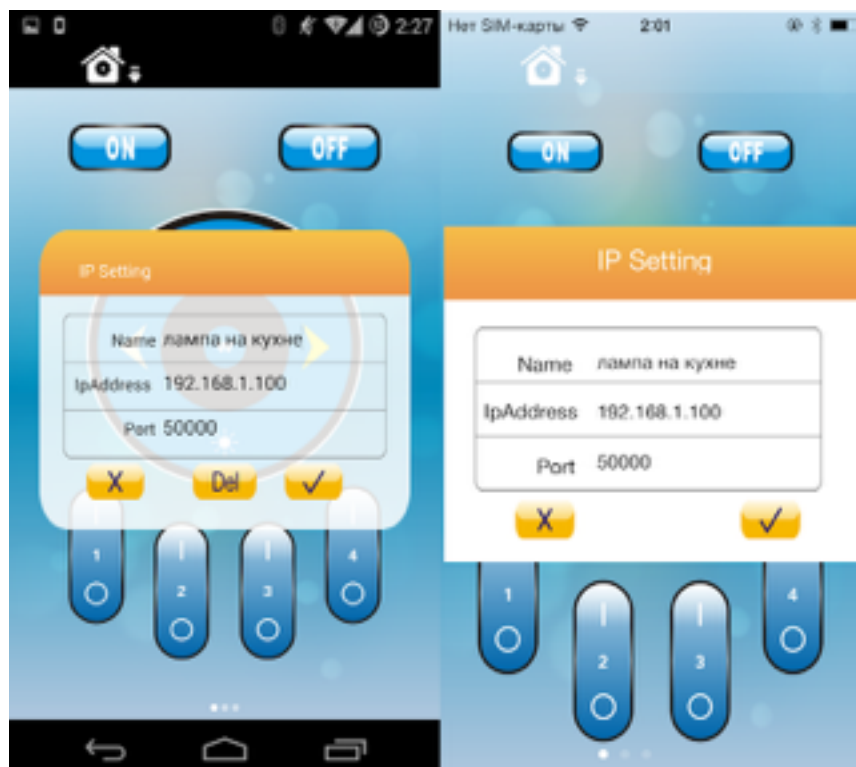 2:27
ON
OFF
IP Setting
Name лампа на кухне
IpAddress 192.168.1.100
Port 50000
X
Del
1
2
3
4
Нет SIM-карты
2:01
ON
OFF
IP Setting
Name лампа на кухне
IpAddress 192.168.1.100
Port 50000
X
1
2
3
4